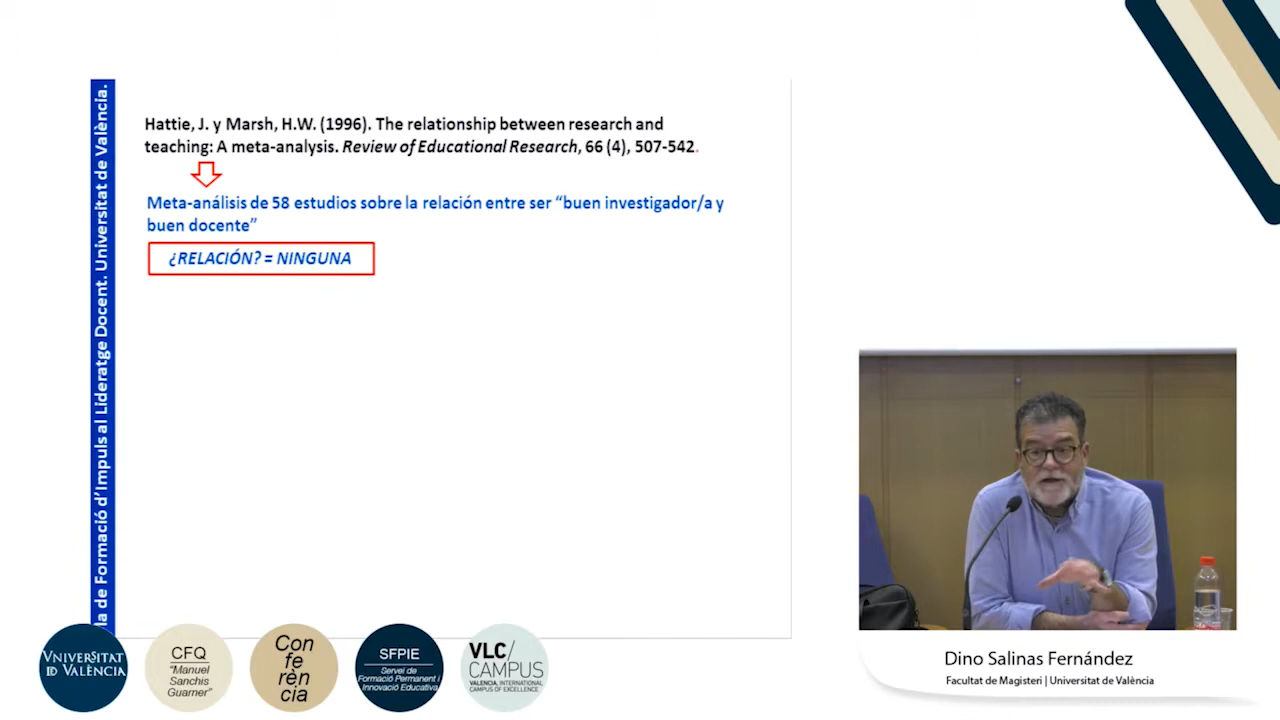 Hattie, J. y Marsh, H.W. (1996). The relationship between research and
teaching: A meta-analysis. Review of Educational Research, 66 (4), 507-542.
Meta-análisis de 58 estudios sobre la relación entre ser “buen investigador/a y
buen docente”
¿RELACIÓN? = NINGUNA
de Formació d’Impuls al Lideratge Docent. Universitat de València.
Dino Salinas Fernández
Facultat de Magisteri | Universitat de València
VNIVERSITAT
ID VALÈNCIA
CFQ
“Manuel
Sanchis
Guarner”
Con
fe
rèn
cia
SFPIE
Servei de
Formació Permanent i
Innovació Educativa
VLC/
CAMPUS
VALENCIA, INTERNATIONAL
CAMPUS OF EXCELLENCE